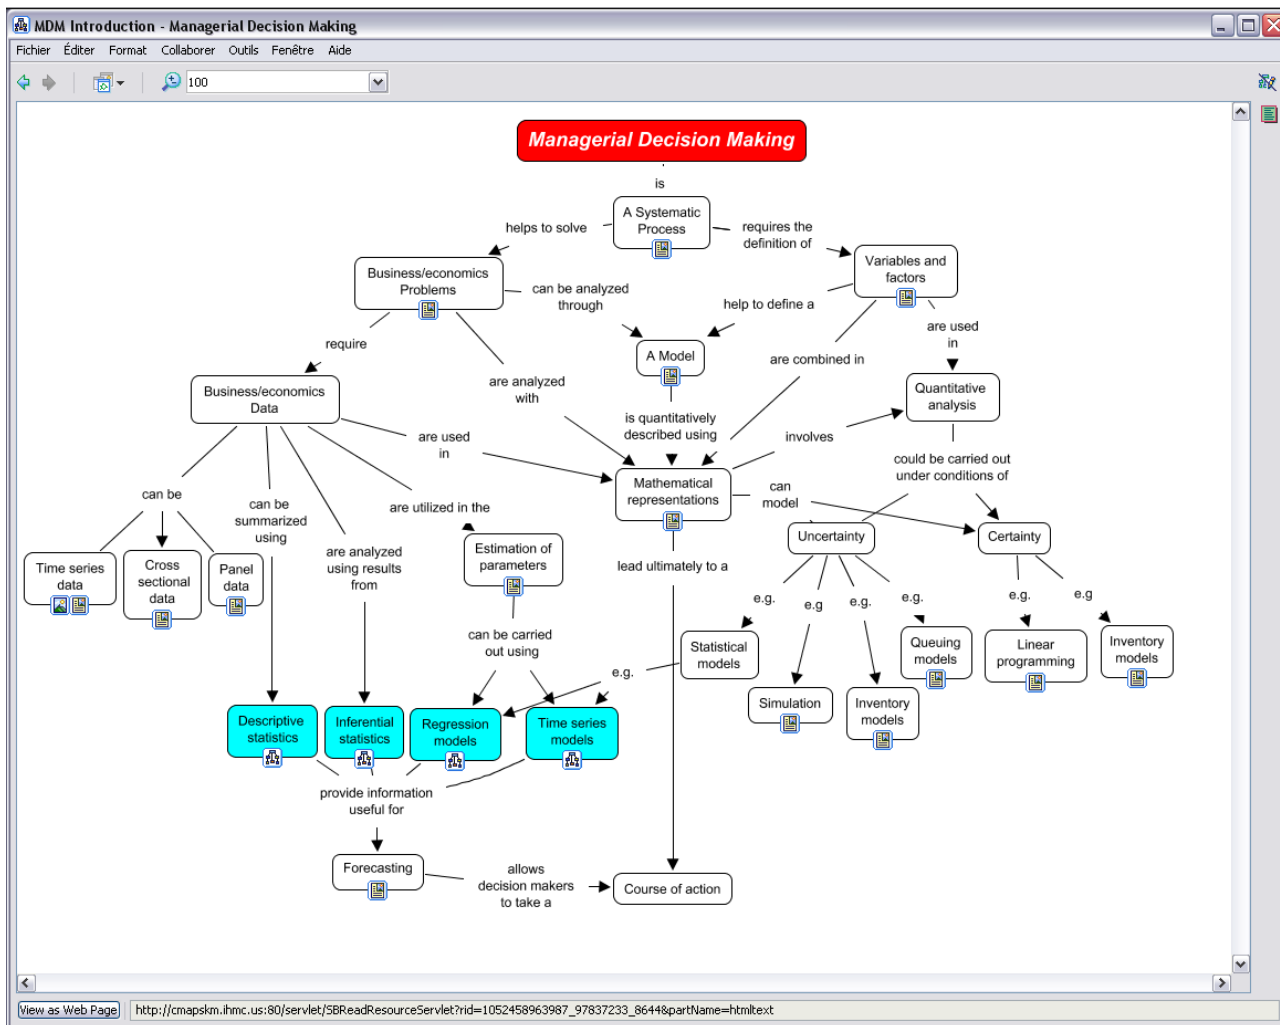 MDM Introduction - Managerial Decision Making
Fichier Éditer Format Collaborer Outils Fenêtre Aide
100
Managerial Decision Making
is
A Systematic
Process
helps to solve
requires the
definition of
Business/economics
Problems
can be analyzed
through
help to define a
Variables and
factors
require
are analyzed
with
A Model
are combined in
are used
in
Business/economics
Data
is quantitatively
described using
Quantitative
analysis
are used
in
involves
could be carried out
under conditions of
can be
can be
summarized
using
are analyzed
using results
from
are utilized in the
Mathematical
representations
can
model
Uncertainty
Certainty
Time series
data
Cross
sectional
data
Panel
data
Estimation of
parameters
lead ultimately to a
e.g.
e.g
e.g.
e.g.
e.g.
e.g
can be carried
out using
e.g.
Statistical
models
Simulation
Inventory
models
Queuing
models
Linear
programming
Inventory
models
Descriptive
statistics
Inferential
statistics
Regression
models
Time series
models
provide information
useful for
Forecasting
allows
decision makers
to take a
Course of action
View as Web Page
http://cmapskm.ihmc.us:80/servlet/SBReadResourceServlet?rid=1052458963987_97837233_8644&partName=htmltext